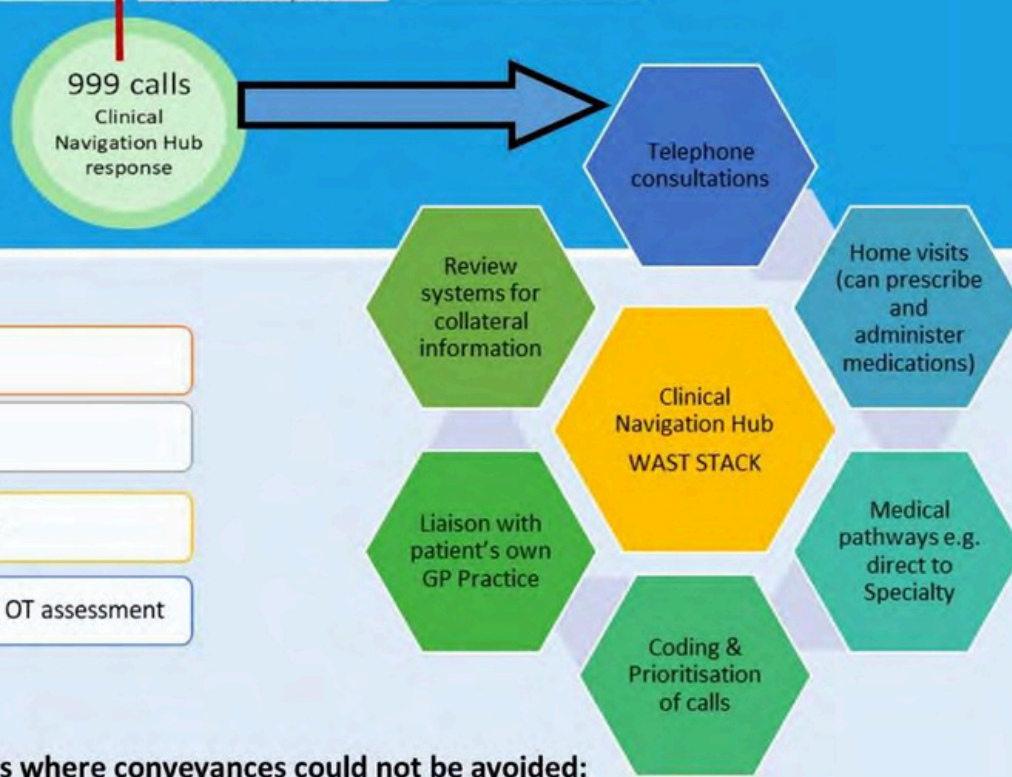 999 calls
Clinical
Navigation Hub
response
Telephone
consultations
Review
systems for
collateral
information
Home visits
(can prescribe
and
administer
medications)
Clinical
Navigation Hub
WAST STACK
Liaison with
patient's own
GP Practice
Medical
pathways e.g.
direct to
Specialty
OT assessment
Coding &
Prioritisation
of calls
s where conveyances could not be avoided: